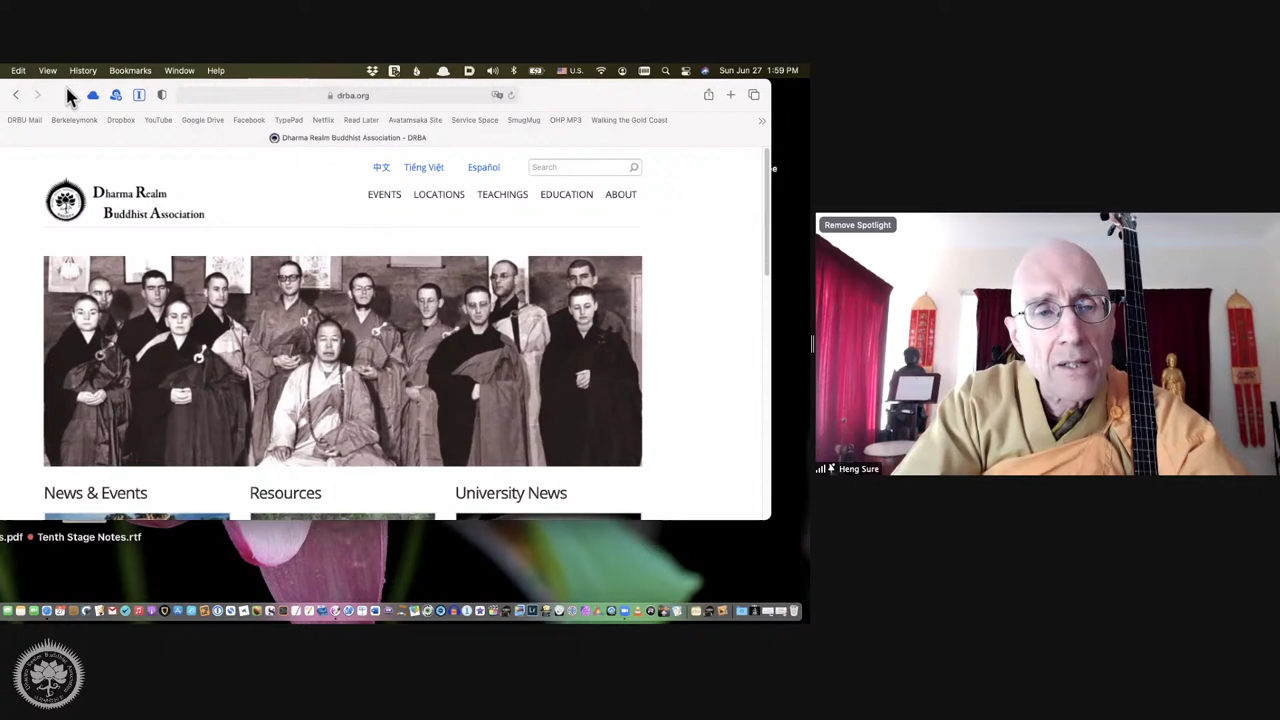 Edit View History Bookmarks Window Help U.S. Sun Jun 27 1:59 PM
drba.org
DRBU Mail Berkeleymonk Dropbox YouTube Google Drive Facebook TypePad Netflix Read Later Avatamsaka Site Service Space SmugMug OHP MP3 Walking the Gold Coast
Dharma Realm Buddhist Association - DRBA
中文 Tiếng Việt Español Search
Dharma Realm
Buddhist Association
EVENTS LOCATIONS TEACHINGS EDUCATION ABOUT
Remove Spotlight
Heng Sure
News & Events Resources University News
s.pdf Tenth Stage Notes.rtf